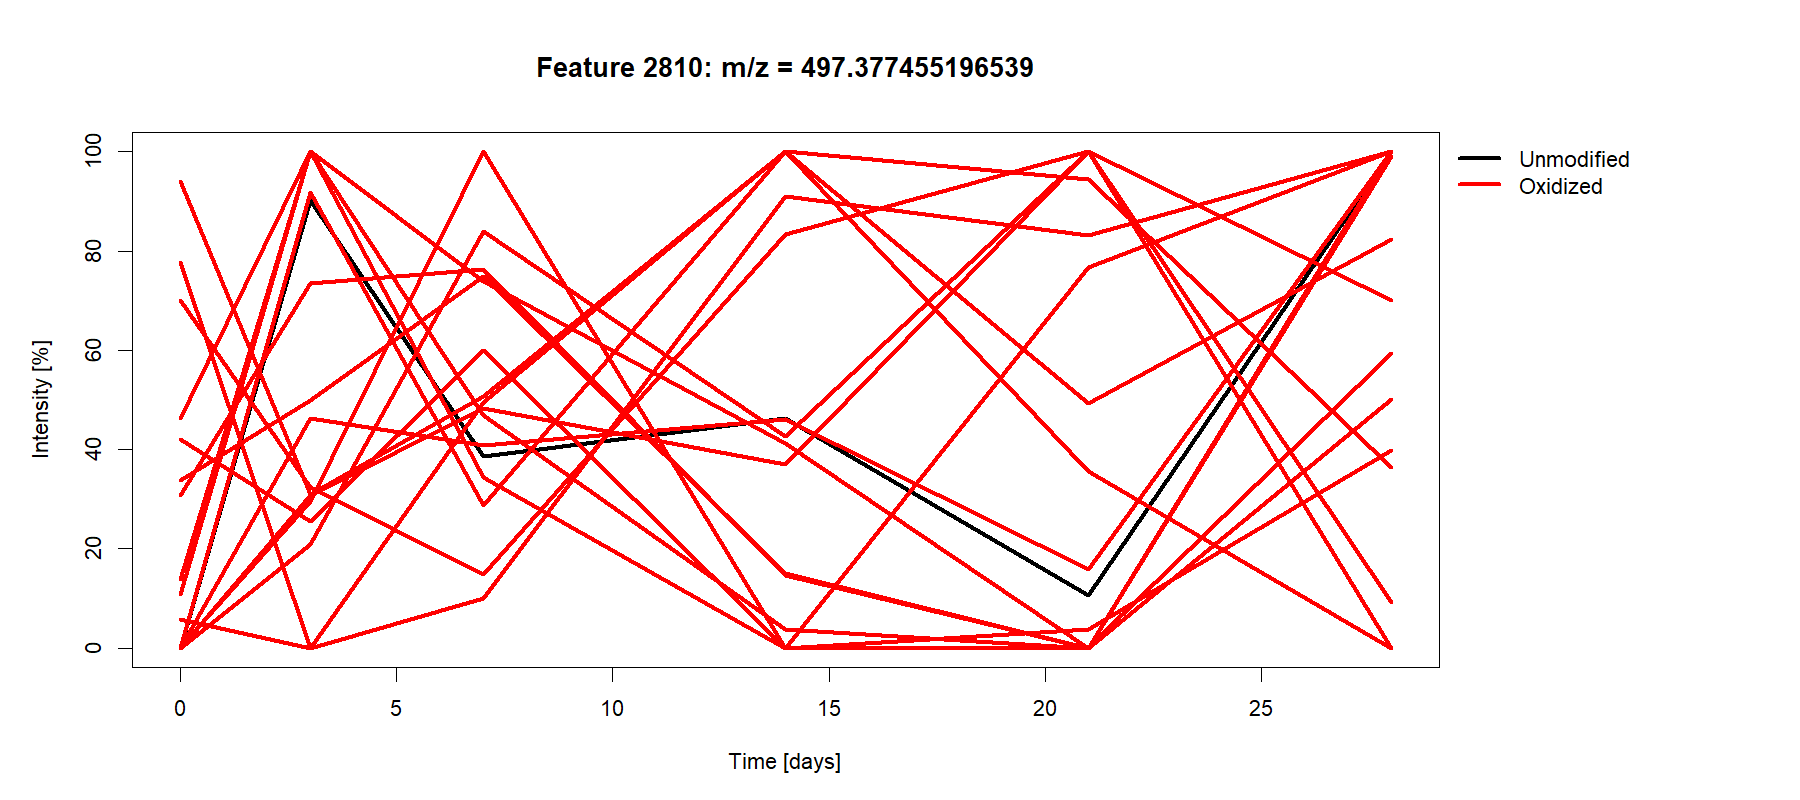 Feature 2810: m/z = 497.377455196539
Unmodified
Oxidized
Intensity [%]
100
80
60
40
20
0
0 5 10 15 20 25
Time [days]